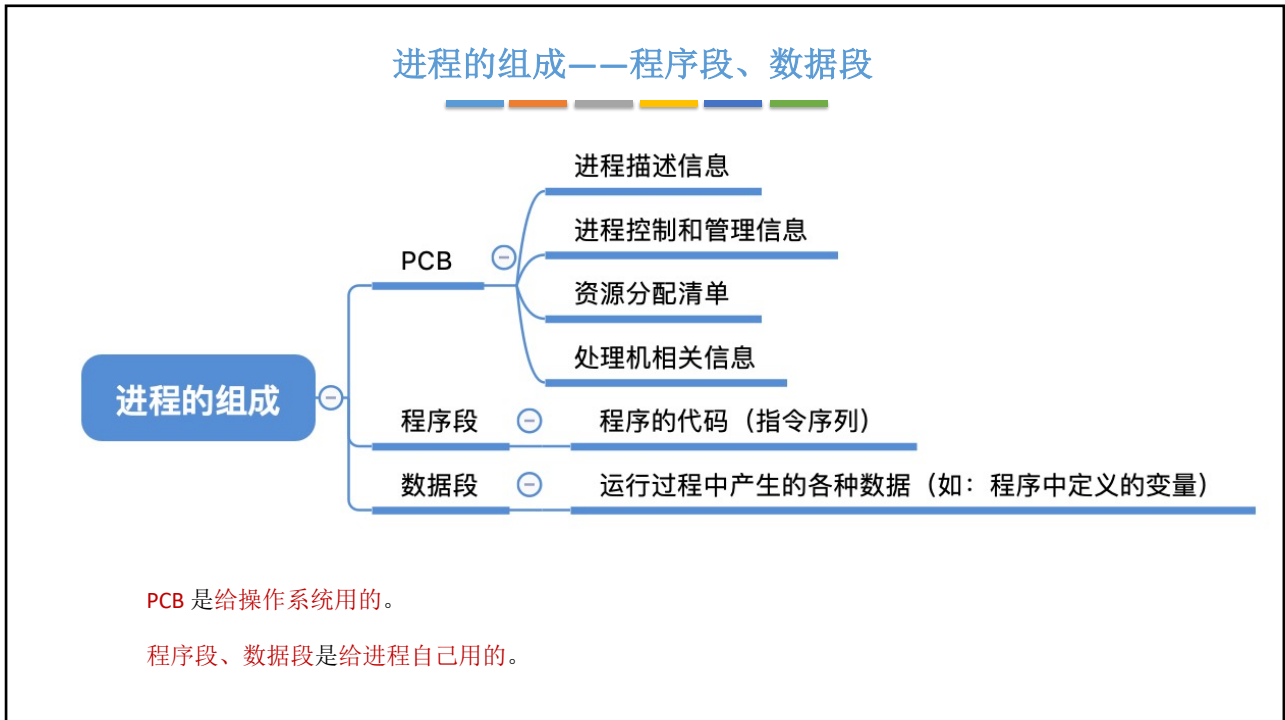 进程的组成——程序段、数据段
进程描述信息
进程控制和管理信息
PCB
资源分配清单
处理机相关信息
进程的组成
程序段
程序的代码（指令序列）
数据段
运行过程中产生的各种数据（如：程序中定义的变量）
PCB 是给操作系统用的。
程序段、数据段是给进程自己用的。